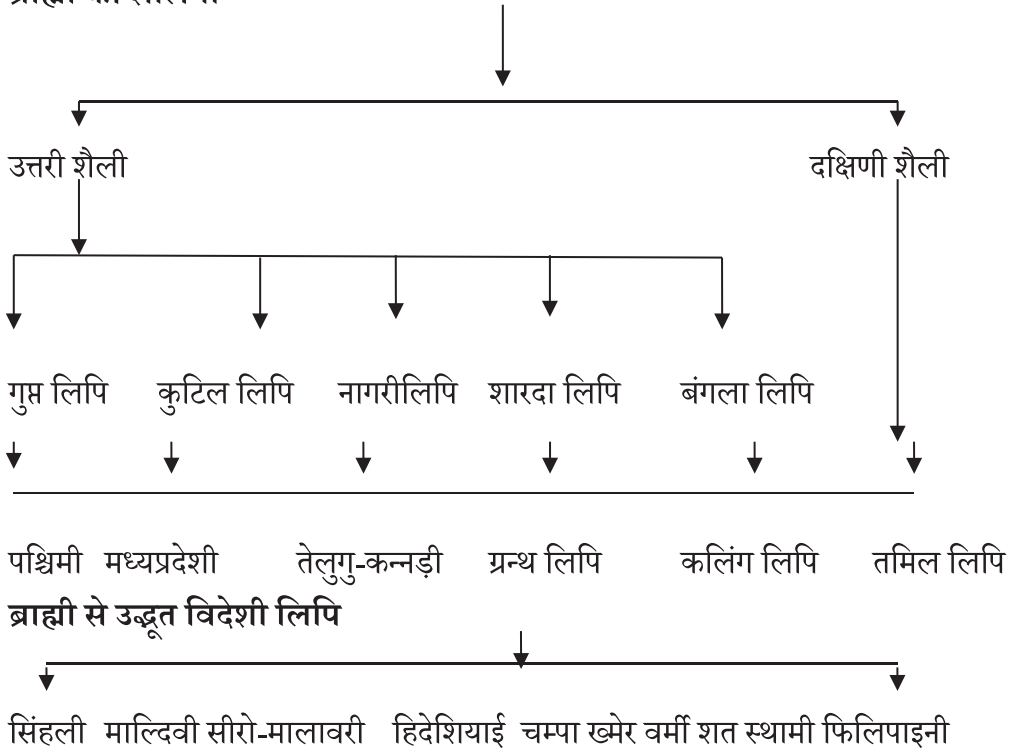 उत्तरी शैली दक्षिणी शैली
गुप्त लिपि कुटिल लिपि नागरीलिपि शारदा लिपि बंगला लिपि
पश्चिमी मध्यप्रदेशी तेलुगु-कन्नड़ी ग्रन्थ लिपि कलिंग लिपि तमिल लिपि
ब्राह्मी से उद्भूत विदेशी लिपि
सिंहली माल्दिवी सीरो-मालावरी हिदेशियाई चम्पा ख्मेर वर्मी शत स्थामी फिलिपाइनी